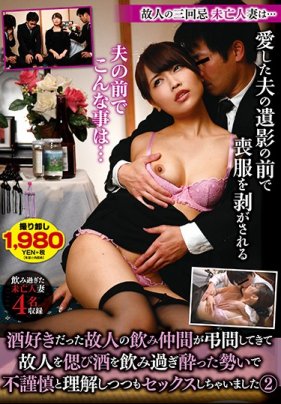 故人の三回忌 未亡人妻は…
愛した夫の遺影の前で
喪服を剥がされる
夫の前で
こんな事は…
撮り卸し
1,980
YEN+税
飲み過ぎた
未亡人妻
4名
収録
酒好きだった故人の飲み仲間が弔問してきて
故人を偲び酒を飲み過ぎ酔った勢いで
不謹慎と理解しつつもセックスしちゃいました②